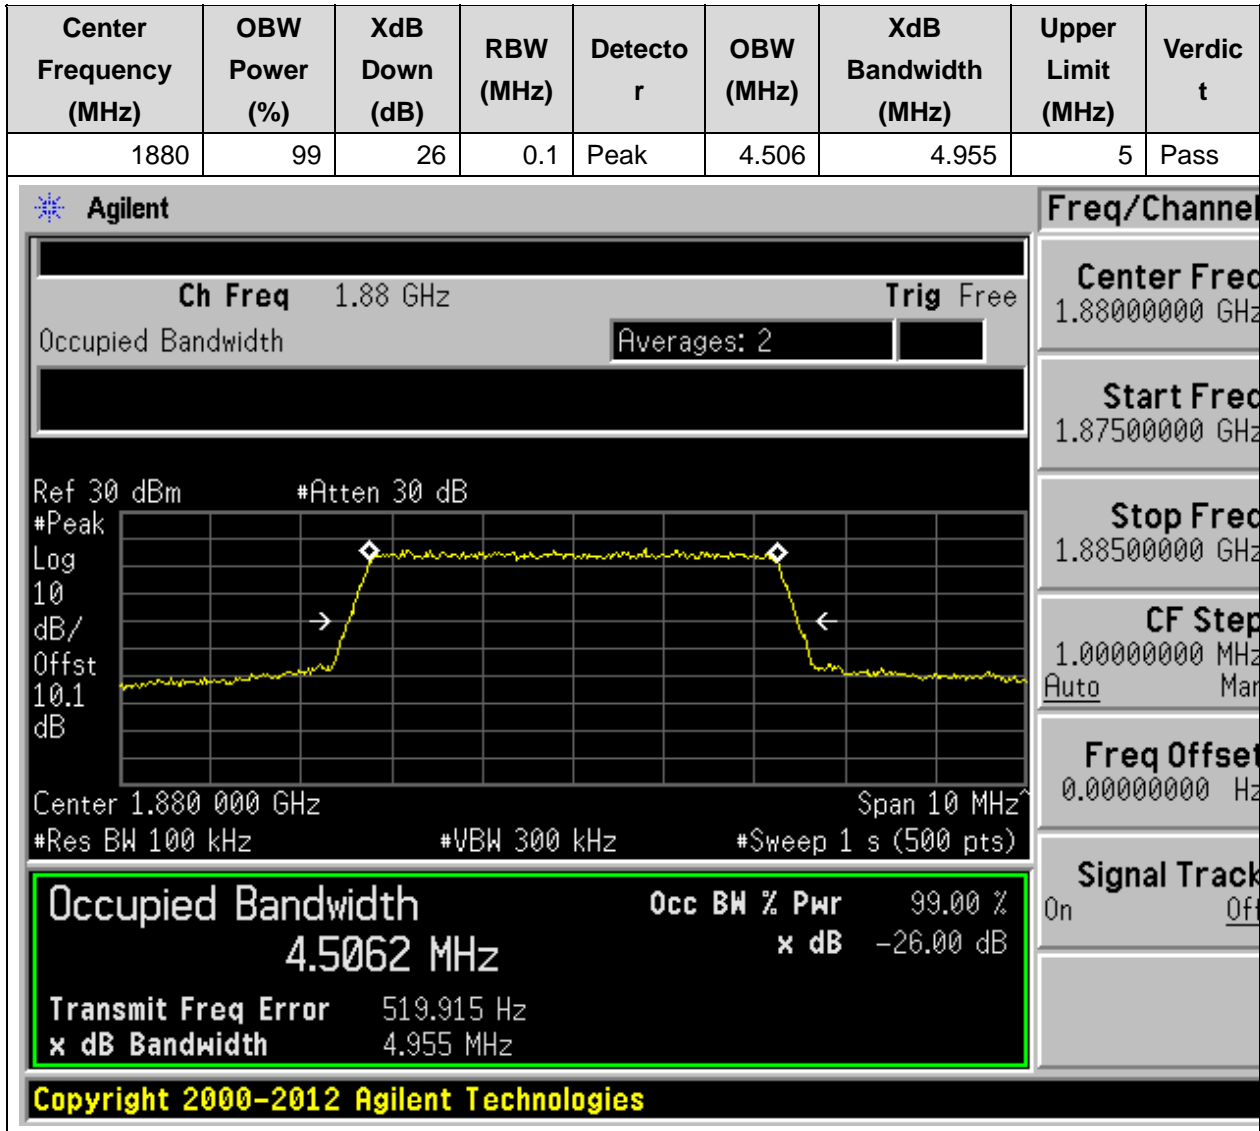 Center Frequency (MHz) OBW Power (%) XdB Down (dB) RBW (MHz) Detecto r OBW (MHz) XdB Bandwidth (MHz) Upper Limit (MHz) Verdic t
1880 99 26 0.1 Peak 4.506 4.955 5 Pass
Agilent
Freq/Channel
Ch Freq 1.88 GHz Trig Free
Occupied Bandwidth Averages: 2
Center Freq
1.88000000 GHz
Start Freq
1.87500000 GHz
Stop Freq
1.88500000 GHz
CF Step
1.00000000 MHz
Auto Man
Freq Offset
0.00000000 Hz
Signal Track
On Off
Ref 30 dBm #Atten 30 dB
#Peak
Log
10
dB/
Offst
10.1
dB
Center 1.880 000 GHz Span 10 MHz^
#Res BW 100 kHz #VBW 300 kHz #Sweep 1 s (500 pts)
Occupied Bandwidth Occ BW % Pwr 99.00 %
4.5062 MHz x dB -26.00 dB
Transmit Freq Error 519.915 Hz
x dB Bandwidth 4.955 MHz
Copyright 2000-2012 Agilent Technologies